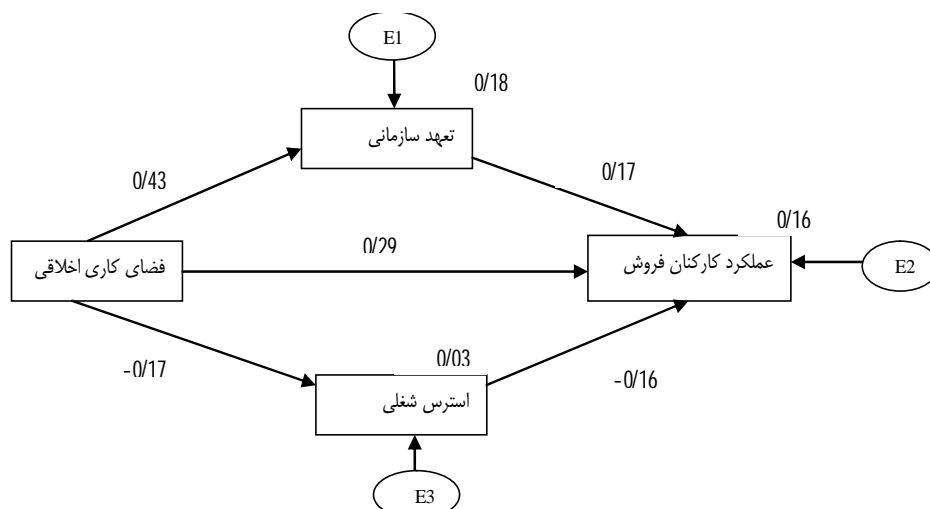 E1
0/18
تعهد سازمانی
0/43
0/17
0/16
0/29
فضای کاری اخلاقی
عملکرد کارکنان فروش
E2
-0/17
0/03
-0/16
استرس شغلی
E3